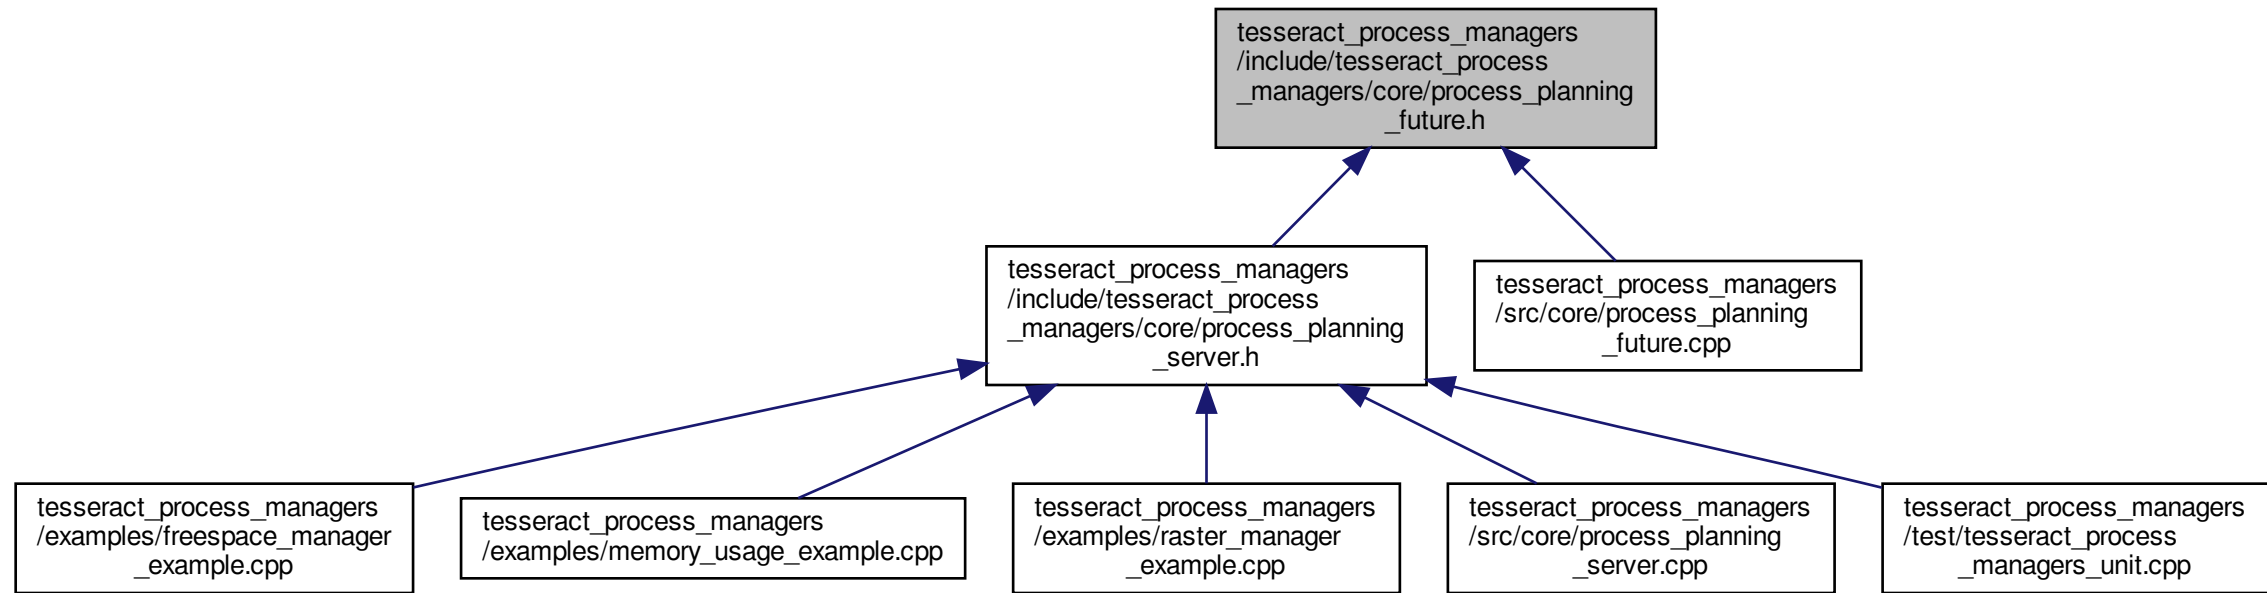 tesseract_process_managers
/include/tesseract_process
_managers/core/process_planning
_future.h
tesseract_process_managers
/include/tesseract_process
_managers/core/process_planning
_server.h
tesseract_process_managers
/src/core/process_planning
_future.cpp
tesseract_process_managers
/examples/freespace_manager
_example.cpp
tesseract_process_managers
/examples/memory_usage_example.cpp
tesseract_process_managers
/examples/raster_manager
_example.cpp
tesseract_process_managers
/src/core/process_planning
_server.cpp
tesseract_process_managers
/test/tesseract_process
_managers_unit.cpp